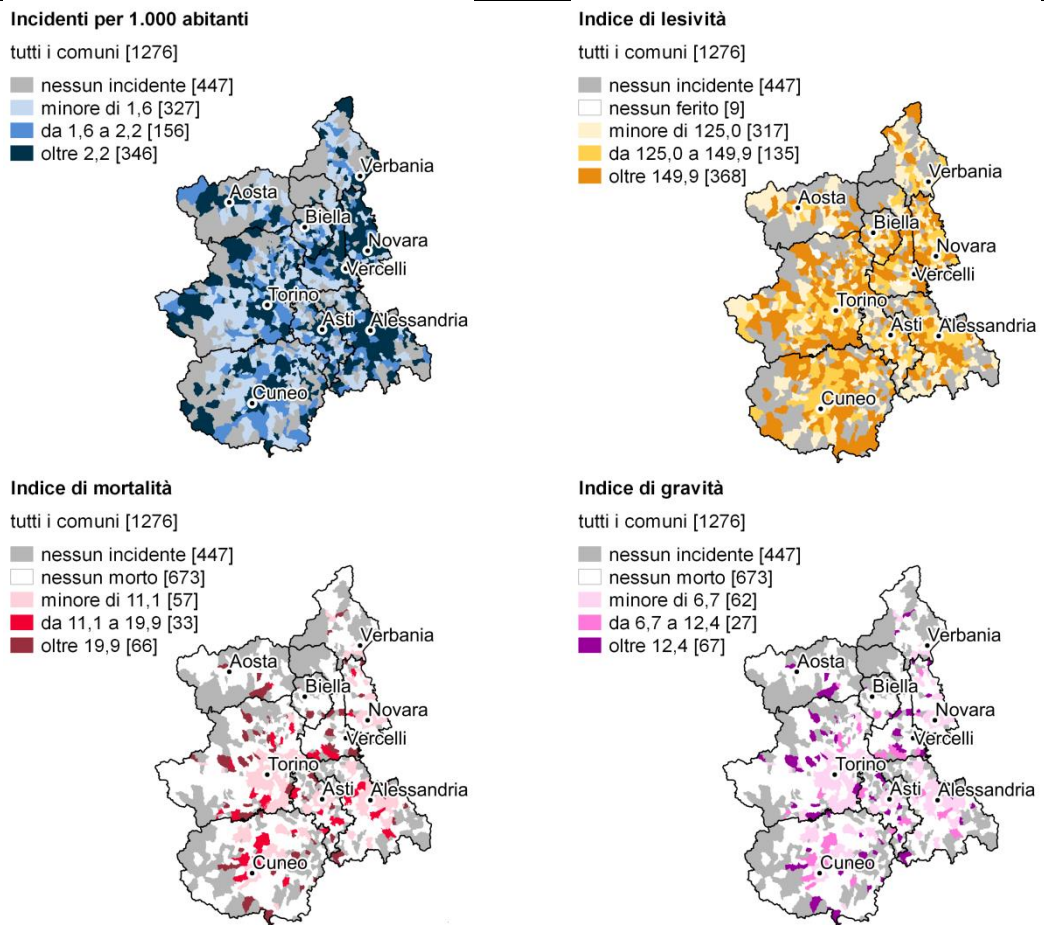 Incidenti per 1.000 abitanti
tutti i comuni [1276]
nessun incidente [447]
minore di 1,6 [327]
da 1,6 a 2,2 [156]
oltre 2,2 [346]
Verbania
Aosta
Biella
Novara
Vercelli
Torino
Asti
Alessandria
Cuneo
Indice di lesività
tutti i comuni [1276]
nessun incidente [447]
nessun ferito [9]
minore di 125,0 [317]
da 125,0 a 149,9 [135]
oltre 149,9 [368]
Verbania
Aosta
Biella
Novara
Vercelli
Torino
Asti
Alessandria
Cuneo
Indice di mortalità
tutti i comuni [1276]
nessun incidente [447]
nessun morto [673]
minore di 11,1 [57]
da 11,1 a 19,9 [33]
oltre 19,9 [66]
Verbania
Aosta
Biella
Novara
Vercelli
Torino
Asti
Alessandria
Cuneo
Indice di gravità
tutti i comuni [1276]
nessun incidente [447]
nessun morto [673]
minore di 6,7 [62]
da 6,7 a 12,4 [27]
oltre 12,4 [67]
Verbania
Aosta
Biella
Novara
Vercelli
Torino
Asti
Alessandria
Cuneo